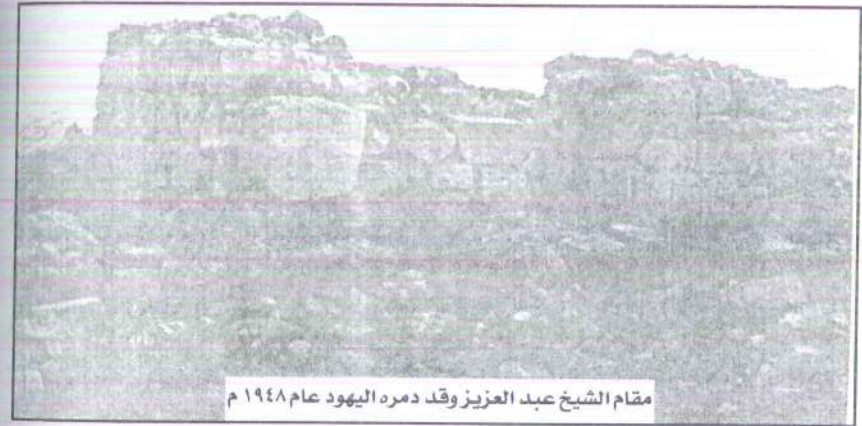 مقام الشيخ عبد العزيز وقد دمره اليهود عام ١٩٤٨ م